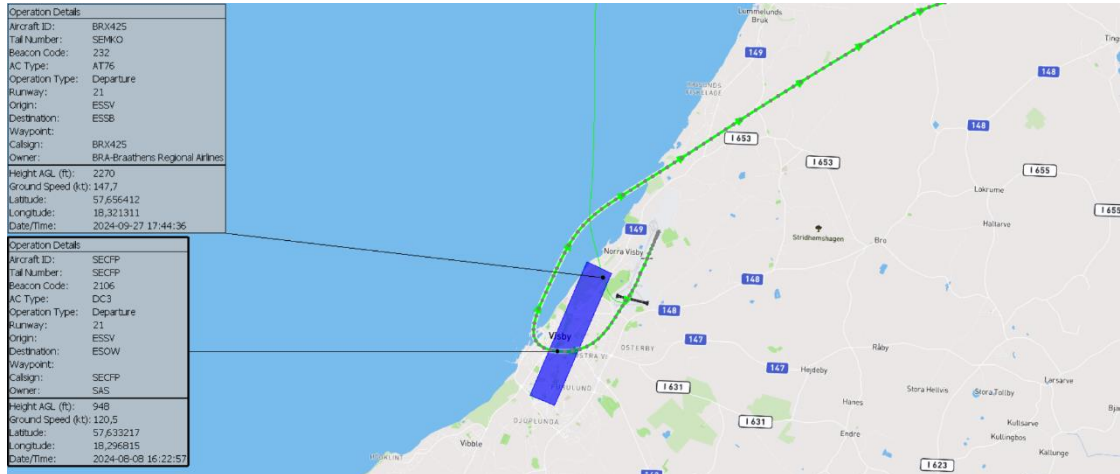 Operation Details
Aircraft ID: BRX425
Tail Number: SEMKO
Beacon Code: 232
AC Type: AT76
Operation Type: Departure
Runway: 21
Origin: ESSV
Destination: ESSB
Waypoint:
Callsign: BRX425
Owner: BRA-Braathens Regional Airlines
Height AGL (ft): 2270
Ground Speed (kt): 147,7
Latitude: 57,656412
Longitude: 18,321311
Date/Time: 2024-09-27 17:44:36
Operation Details
Aircraft ID: SECFP
Tail Number: SECFP
Beacon Code: 2106
AC Type: DC3
Operation Type: Departure
Runway: 21
Origin: ESSV
Destination: ESOW
Waypoint:
Callsign: SECFP
Owner: SAS
Height AGL (ft): 948
Ground Speed (kt): 120,5
Latitude: 57,633217
Longitude: 18,296815
Date/Time: 2024-08-08 16:22:57
Lummelunds
Bruk
Ting
149
148
148
I 653
I 653
I 655
I 655
Lokrume
Hallarve
Stridhamshagen
Bro
149
Norra Visby
148
148
Visby
ÖSTERBY
147
147
Råby
Hejdeby
I 631
I 631
Stora Hellvis
Stora Tollby
Larsarve
Hanes
Endre
Kullsarve
Kullingbos
Kallunge
DJUPLUNDA
Vibble
I 623